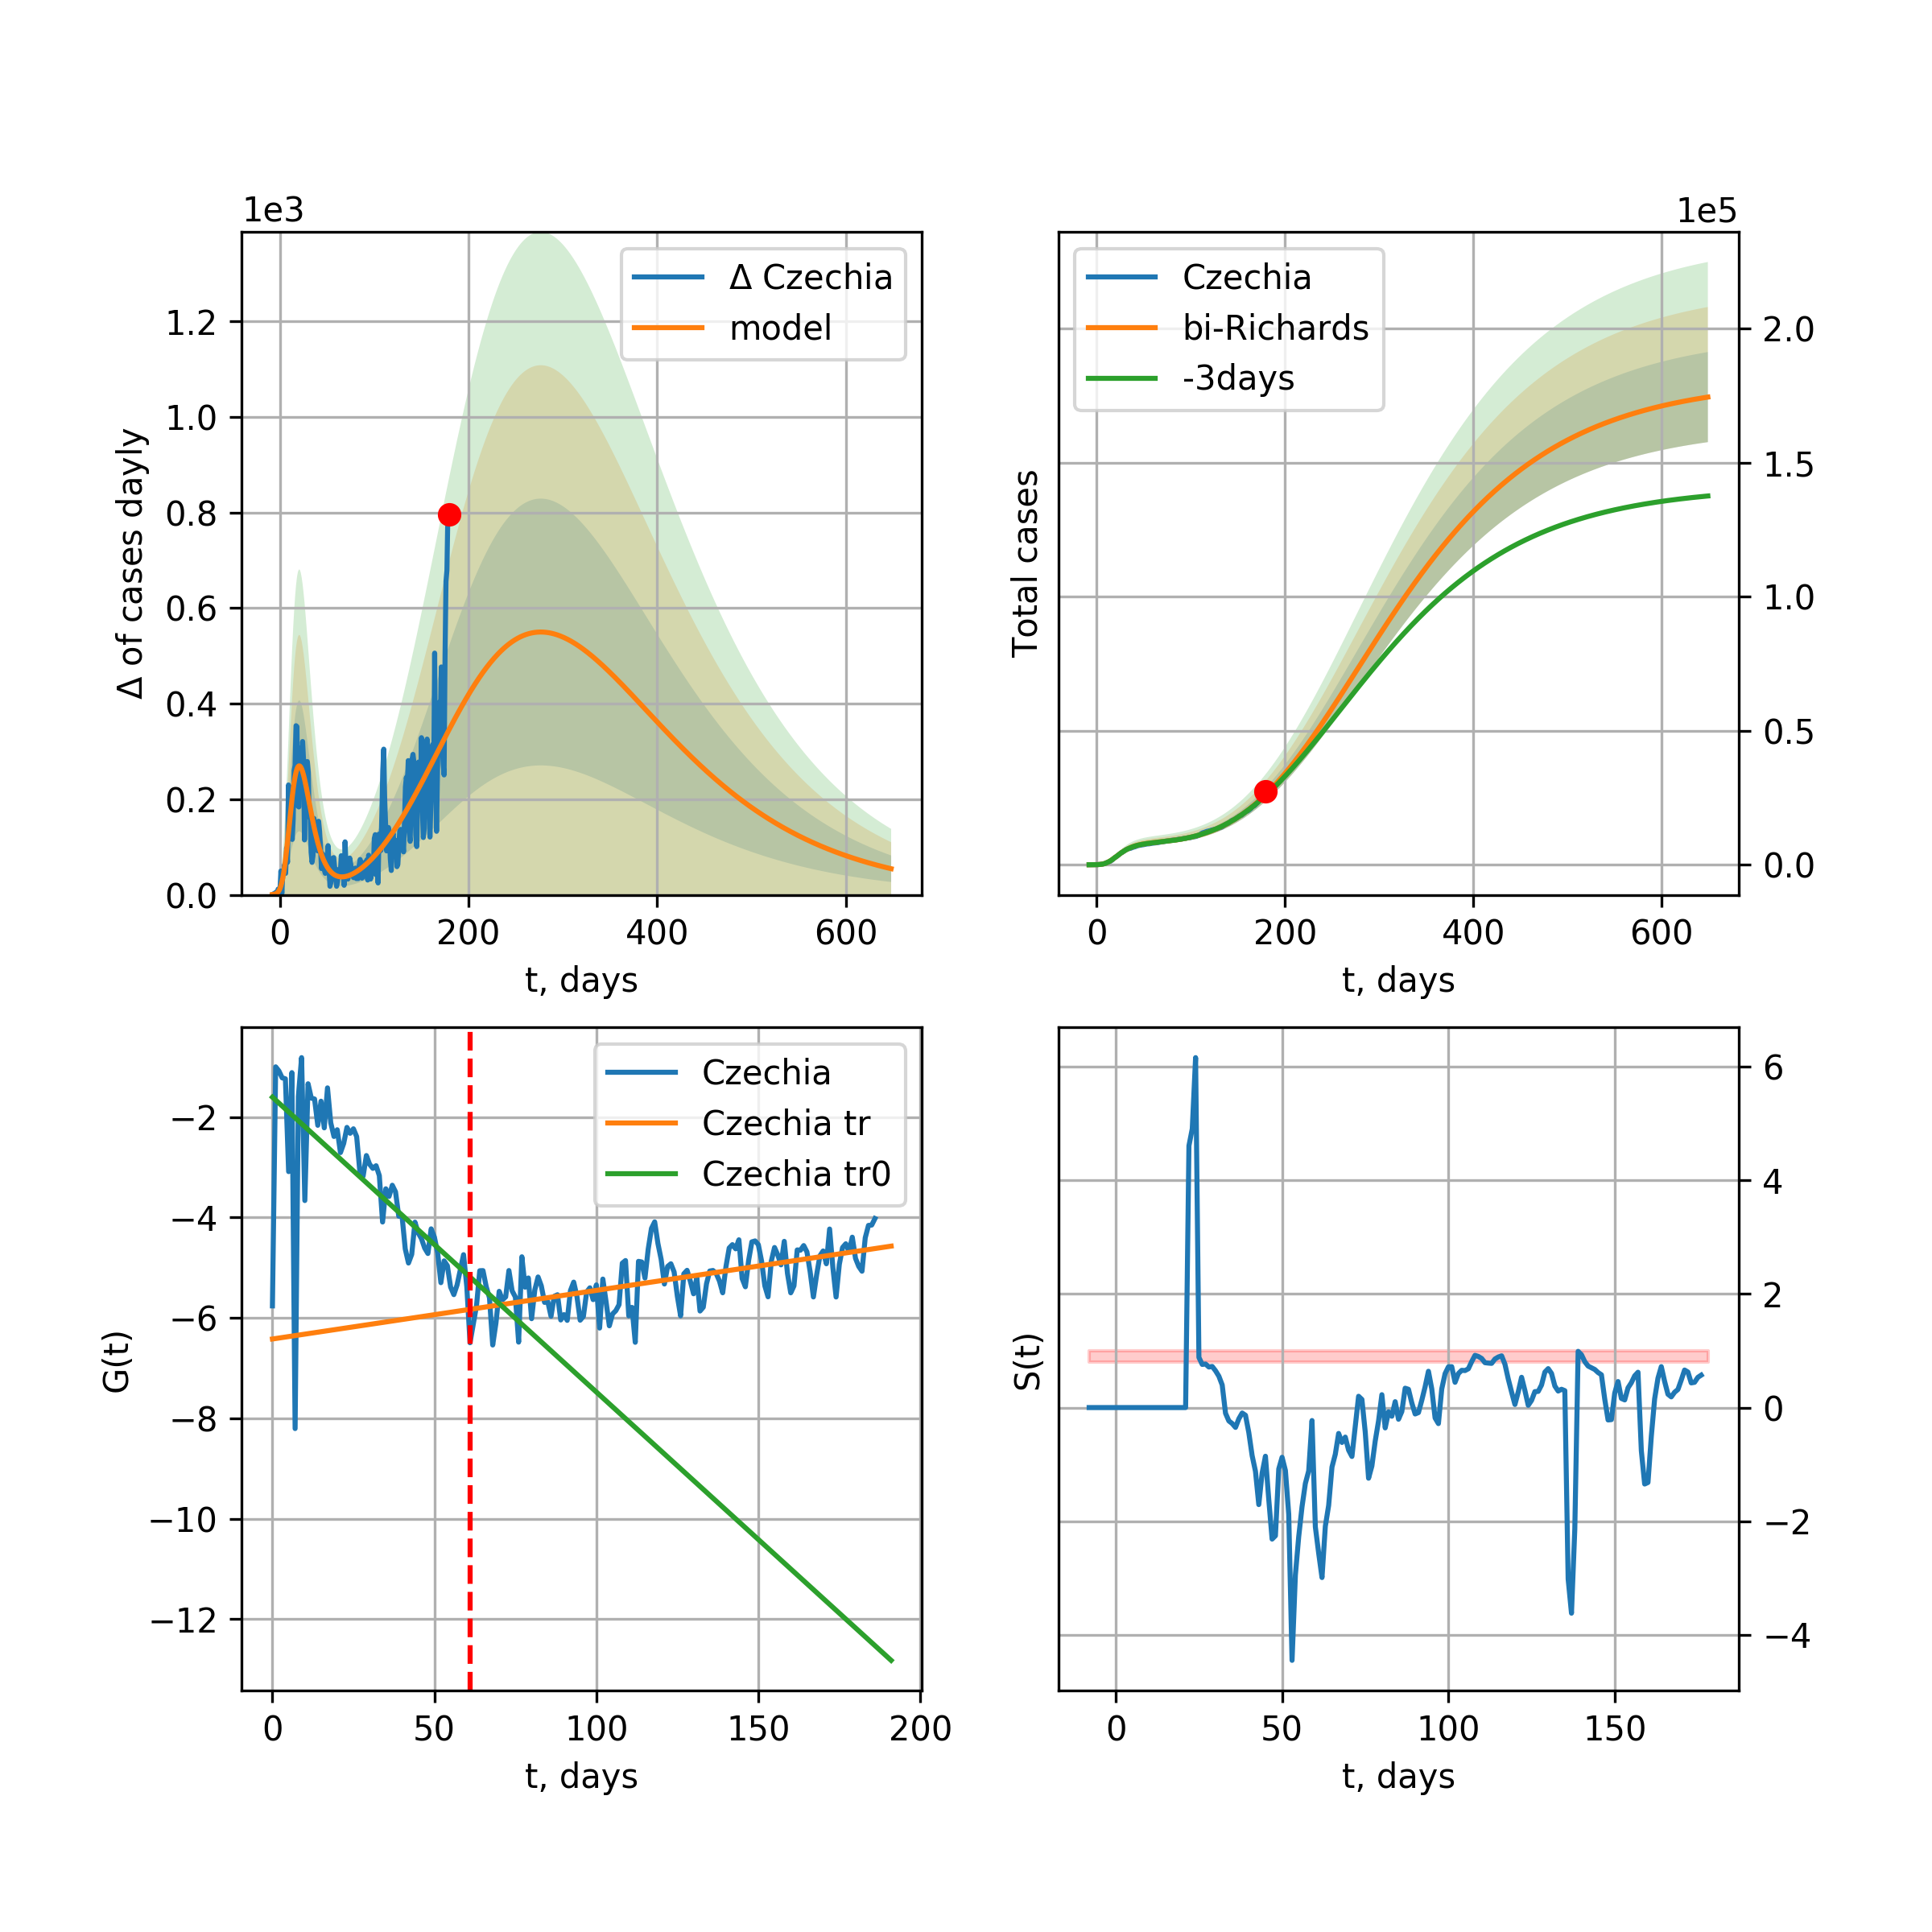 1e3
Δ of cases dayly
1.2
1.0
0.8
0.6
0.4
0.2
0.0
0 200 400 600
t, days
Δ Czechia
model
1e5
Total cases
2.0
1.5
1.0
0.5
0.0
0 200 400 600
t, days
Czechia
bi-Richards
-3days
G(t)
−2
−4
−6
−8
−10
−12
0 50 100 150 200
t, days
Czechia
Czechia tr
Czechia tr0
S(t)
6
4
2
0
−2
−4
0 50 100 150
t, days